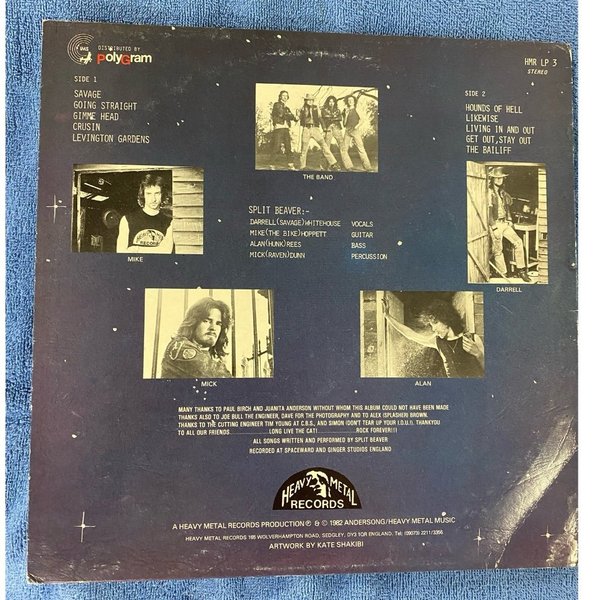 IMS
DISTRIBUTED BY
PolyGram
HMR LP 3
STEREO
SIDE 1
SAVAGE
GOING STRAIGHT
GIMME HEAD
CRUSIN
LEVINGTON GARDENS
SIDE 2
HOUNDS OF HELL
LIKEWISE
LIVING IN AND OUT
GET OUT,STAY OUT
THE BAILIFF
THE BAND
SPLIT BEAVER:-
DARRELL(SAVAGE)WHITEHOUSE VOCALS
MIKE(THE BIKE)HOPPETT GUITAR
ALAN(HUNK)REES BASS
MICK(RAVEN)DUNN PERCUSSION
HEAVY METAL
RECORDS
MIKE
DARRELL
MICK
ALAN
MANY THANKS TO PAUL BIRCH AND JUANITA ANDERSON WITHOUT WHOM THIS ALBUM COULD NOT HAVE BEEN MADE
THANKS ALSO TO JOE BULL THE ENGINEER, DAVE FOR THE PHOTOGRAPHY AND TO ALEX (SPLASHER) BROWN.
THANKS TO THE CUTTING ENGINEER TIM YOUNG AT C.B.S., AND SIMON (DON'T TEAR UP YOUR I.O.U!). THANKYOU
TO ALL OUR FRIENDS..............LONG LIVE THE CAT!......................ROCK FOREVER!!!
ALL SONGS WRITTEN AND PERFORMED BY SPLIT BEAVER
RECORDED AT SPACEWARD AND GINGER STUDIOS ENGLAND
HEAVY METAL
RECORDS
A HEAVY METAL RECORDS PRODUCTION ℗ & © 1982 ANDERSONG/HEAVY METAL MUSIC
HEAVY METAL RECORDS 165 WOLVERHAMPTON ROAD, SEDGLEY, DY3 1QR ENGLAND, Tel: (09073) 2211/3356
ARTWORK BY KATE SHAKIBI